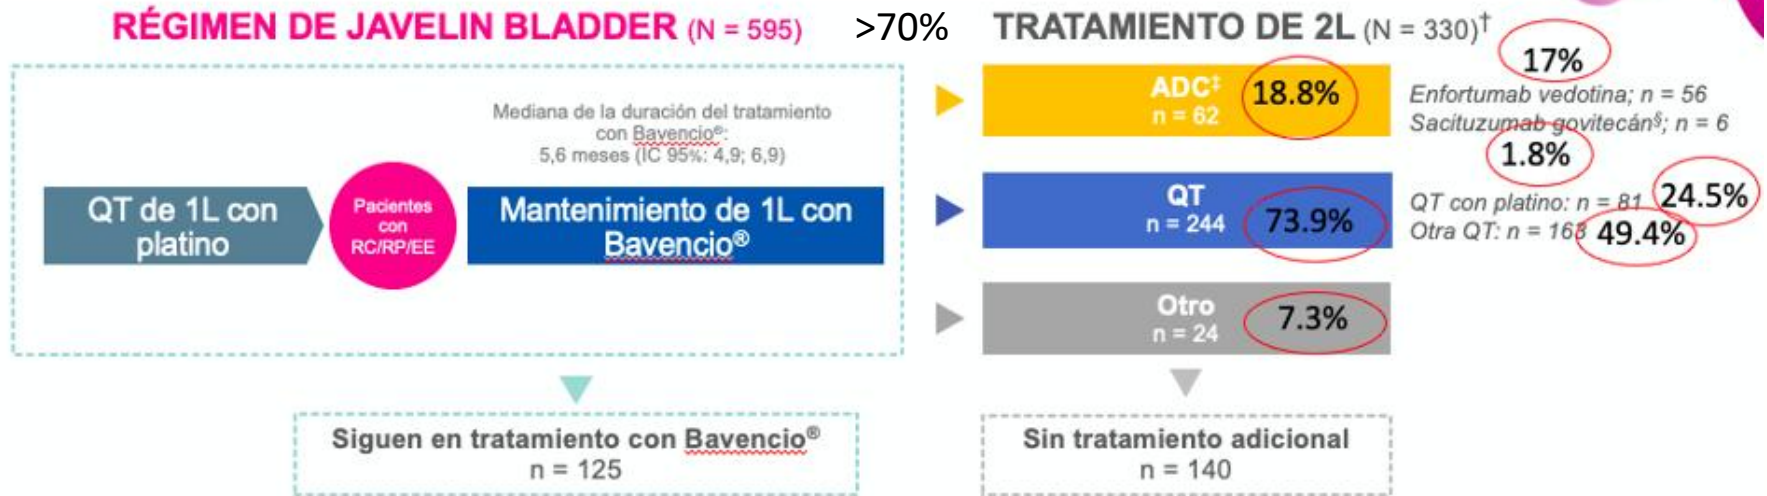 RÉGIMEN DE JAVELIN BLADDER (N = 595)
>70%
TRATAMIENTO DE 2L (N = 330)†
Mediana de la duración del tratamiento
con Bavencio®:
5,6 meses (IC 95%: 4,9; 6,9)
QT de 1L con
platino
Pacientes
con
RC/RP/EE
Mantenimiento de 1L con
Bavencio®
ADC‡
n = 62
18.8%
17%
Enfortumab vedotina; n = 56
Sacituzumab govitecán§; n = 6
1.8%
QT
n = 244
73.9%
QT con platino: n = 81 24.5%
Otra QT: n = 163 49.4%
Otro
n = 24
7.3%
Siguen en tratamiento con Bavencio®
n = 125
Sin tratamiento adicional
n = 140